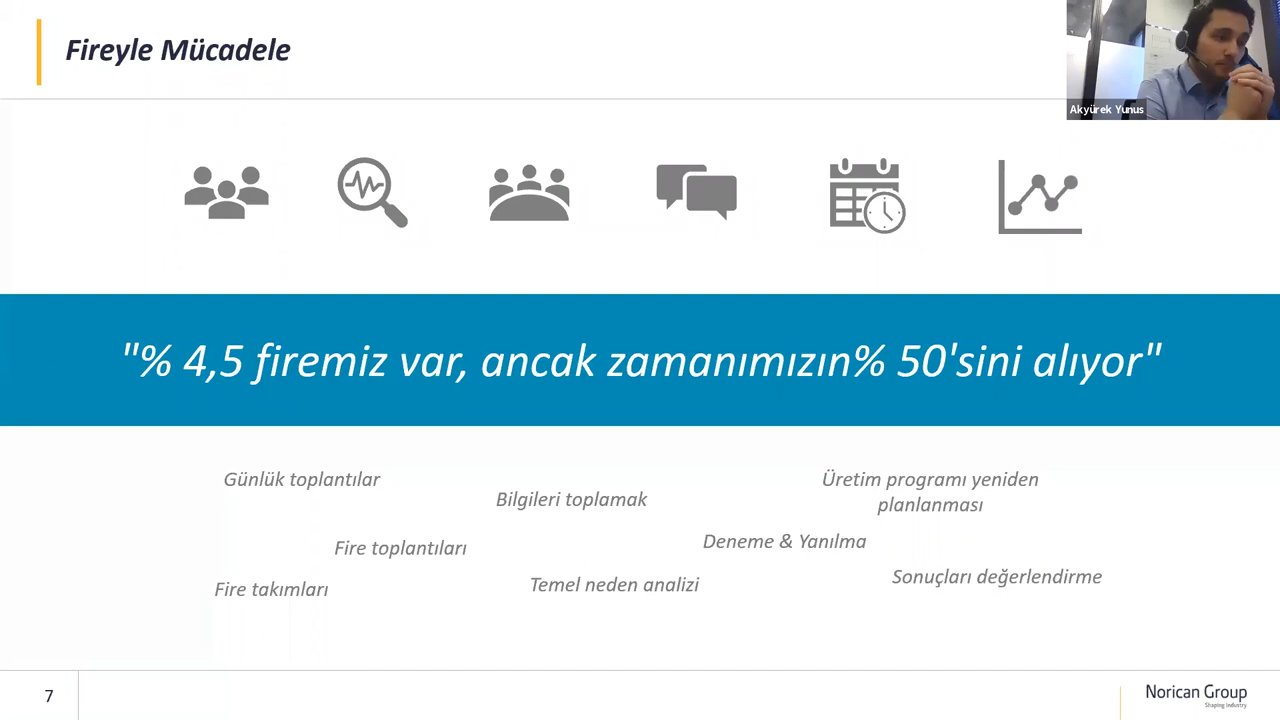 Fireyle Mücadele
Akyürek Yunus
"% 4,5 firemiz var, ancak zamanımızın% 50'sini alıyor"
Günlük toplantılar
Bilgileri toplamak
Üretim programı yeniden
planlanması
Fire toplantıları
Deneme & Yanılma
Fire takımları
Temel neden analizi
Sonuçları değerlendirme
7
Norican Group
Shaping Industry